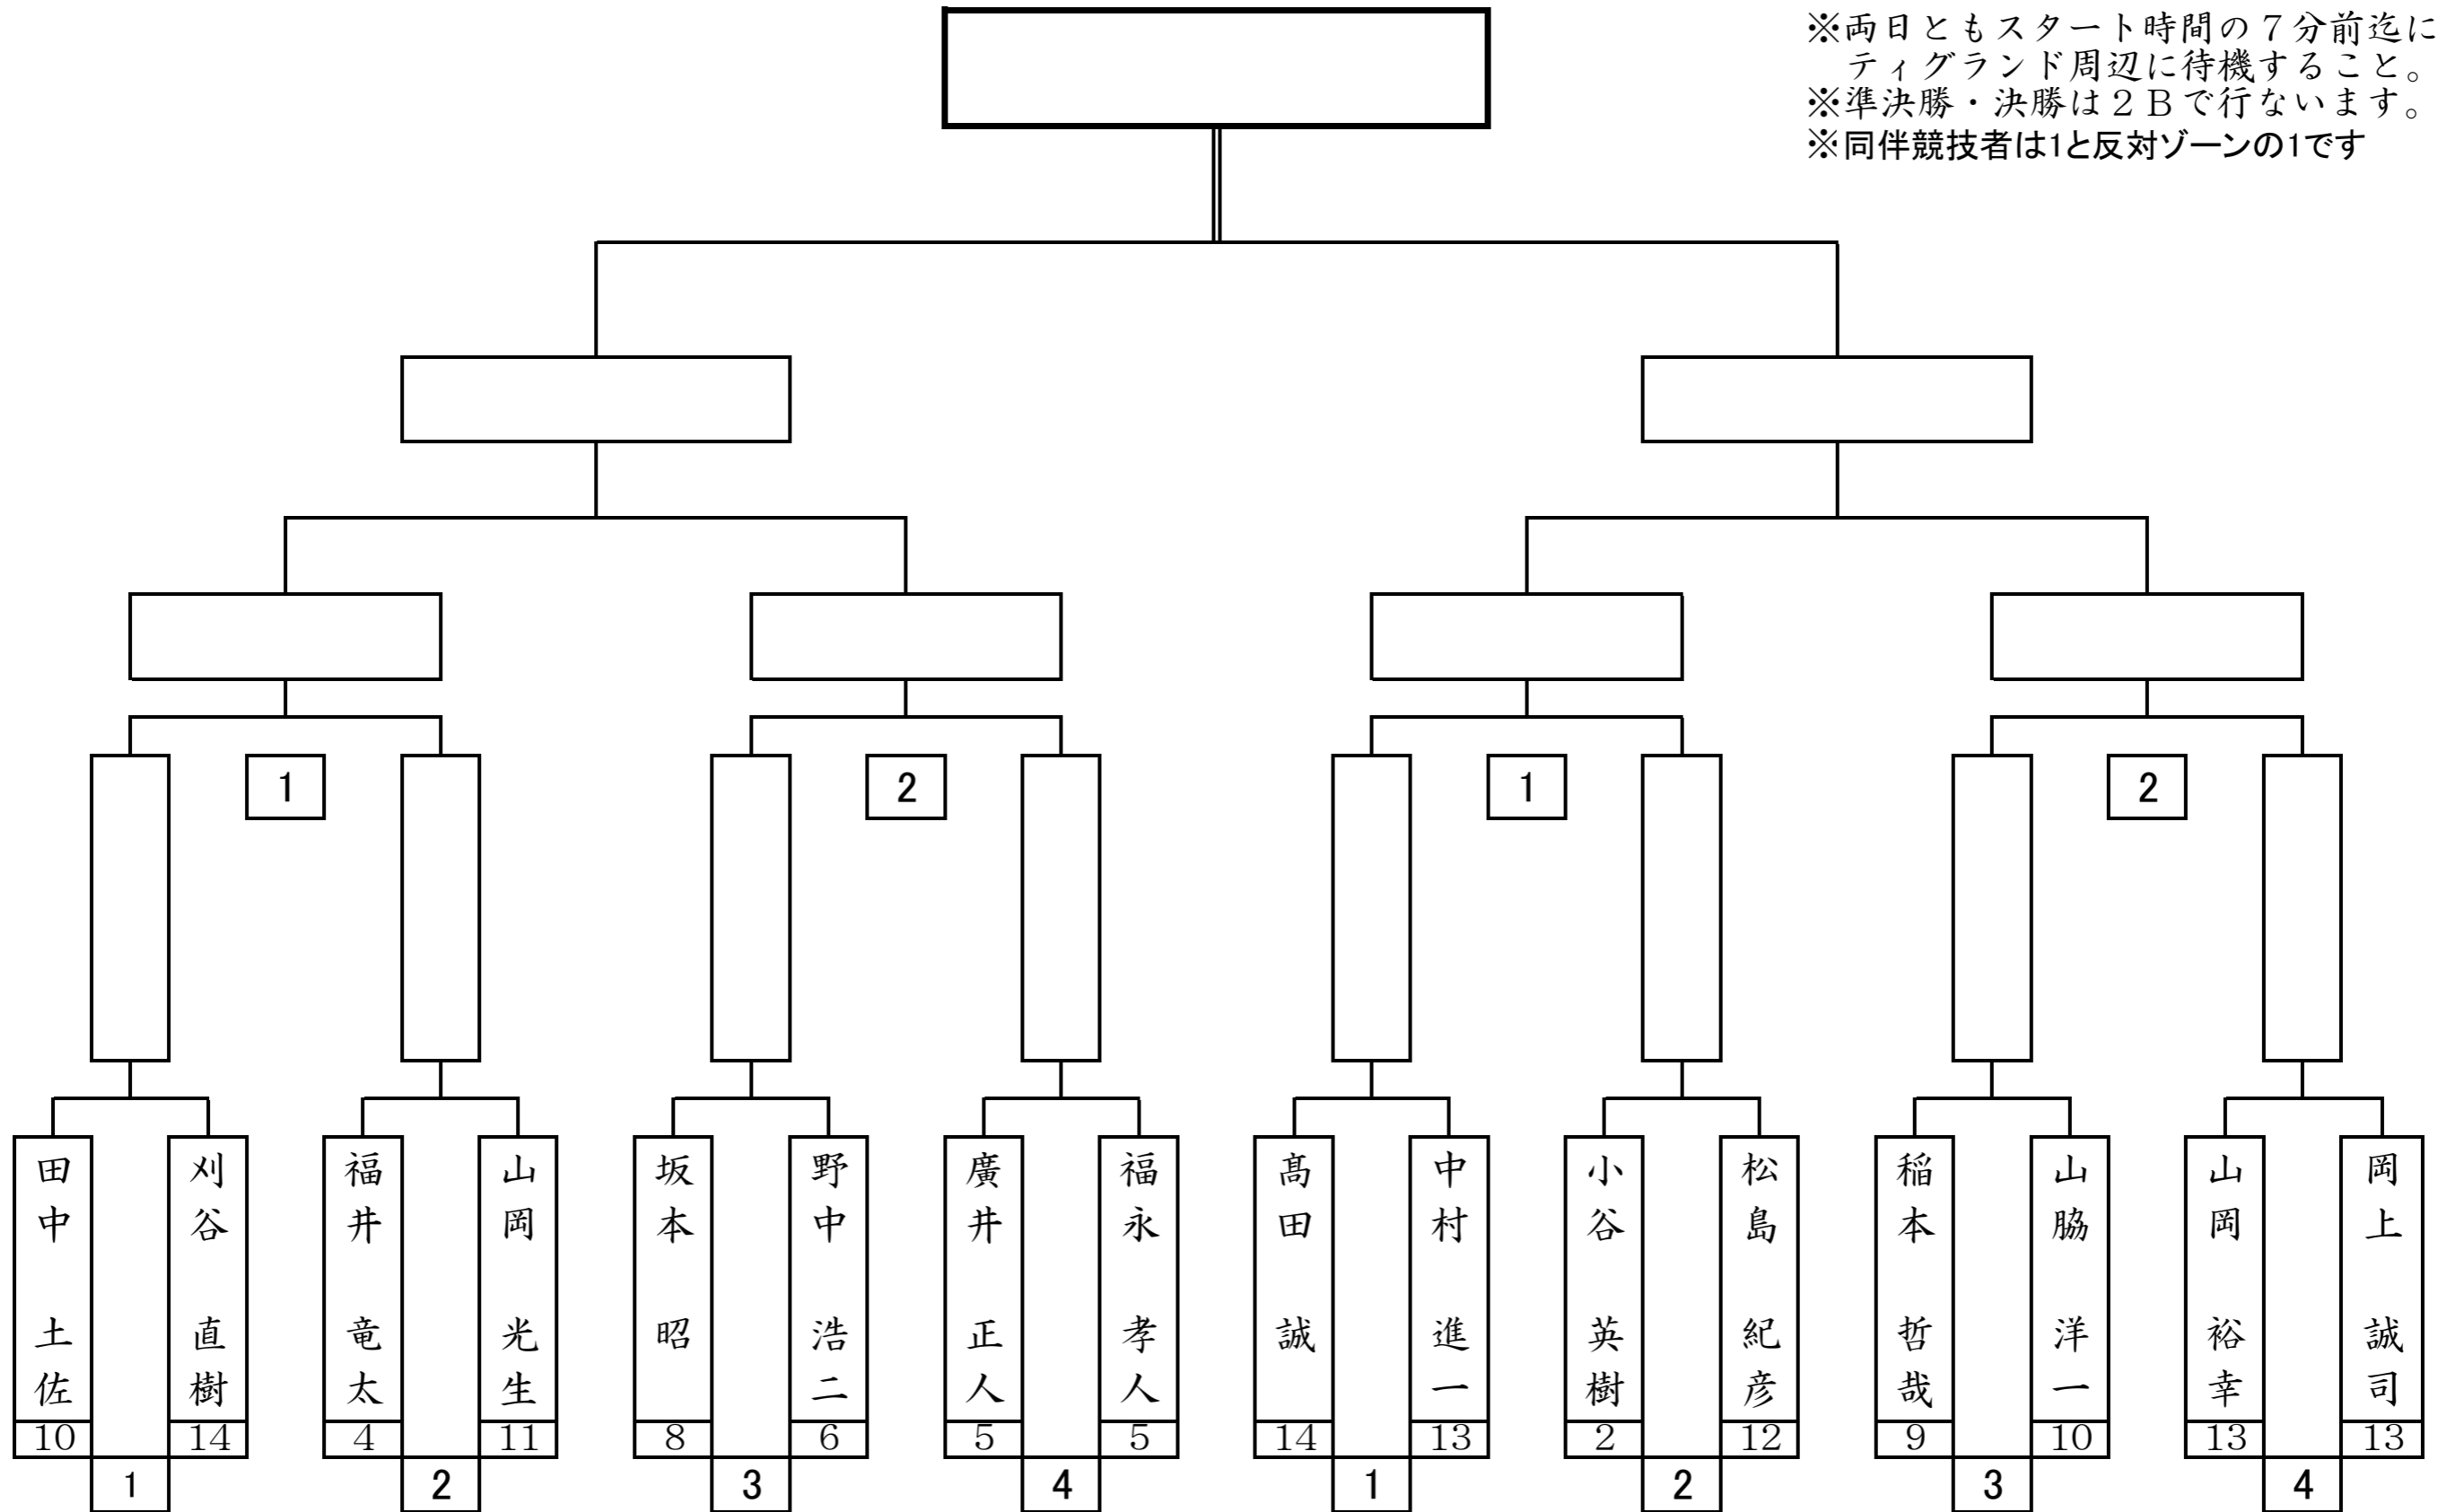 ※両日ともスタート時間の７分前迄に
ティグランド周辺に待機すること。
※準決勝・決勝は２Ｂで行ないます。
※同伴競技者は1と反対ゾーンの1です
1
2
1
2
田中 土佐
刈谷 直樹
福井 竜太
山岡 光生
坂本 昭
野中 浩二
廣井 正人
福永 孝人
髙田 誠
中村 進一
小谷 英樹
松島 紀彦
稲本 哲哉
山脇 洋一
山岡 裕幸
岡上 誠司
10
14
4
11
8
6
5
5
14
13
2
12
9
10
13
13
1
2
3
4
1
2
3
4